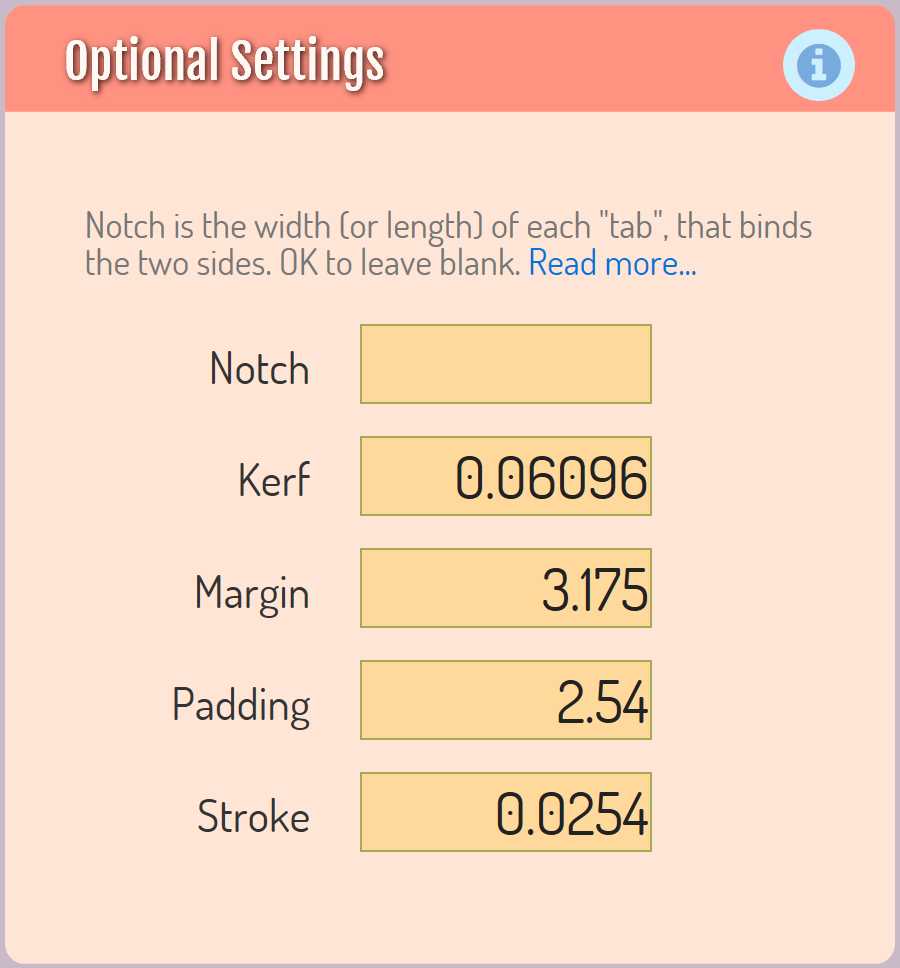 Optional Settings
Notch is the width (or length) of each "tab", that binds
the two sides. OK to leave blank. Read more...
Notch
Kerf 0.06096
Margin 3.175
Padding 2.54
Stroke 0.0254